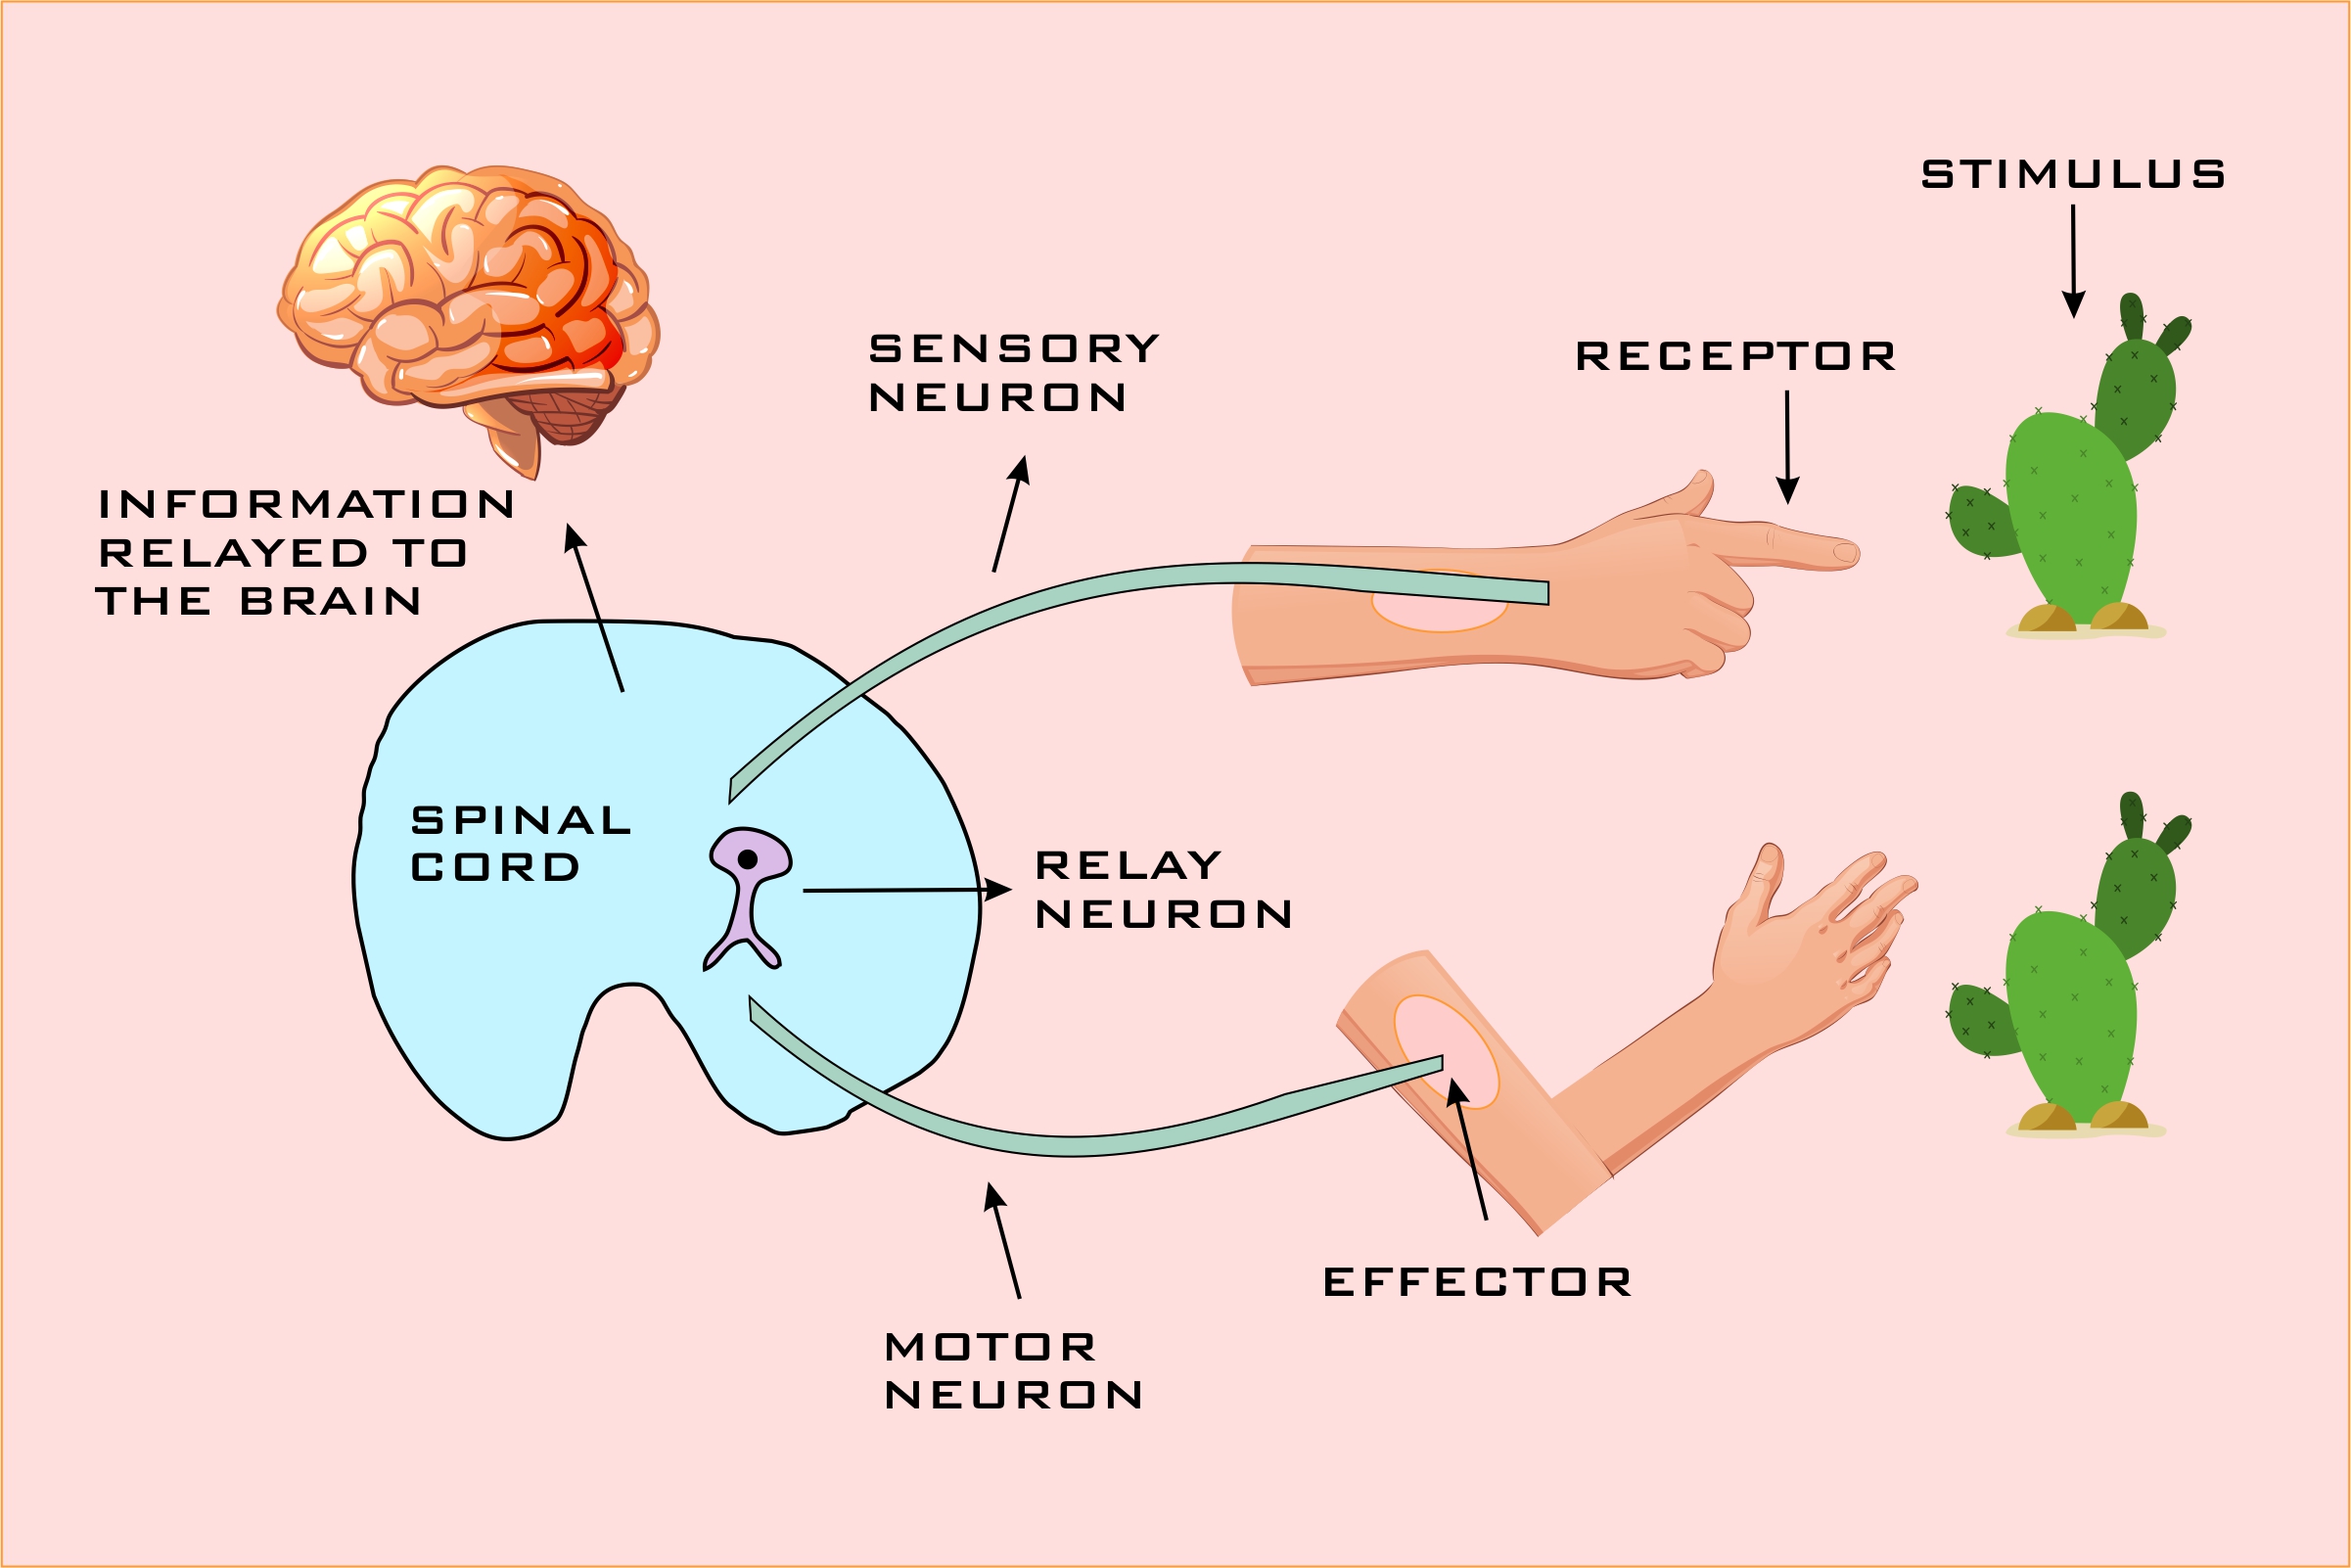 STIMULUS
RECEPTOR
SENSORY
NEURON
INFORMATION
RELAYED TO
THE BRAIN
SPINAL
CORD
RELAY
NEURON
EFFECTOR
MOTOR
NEURON